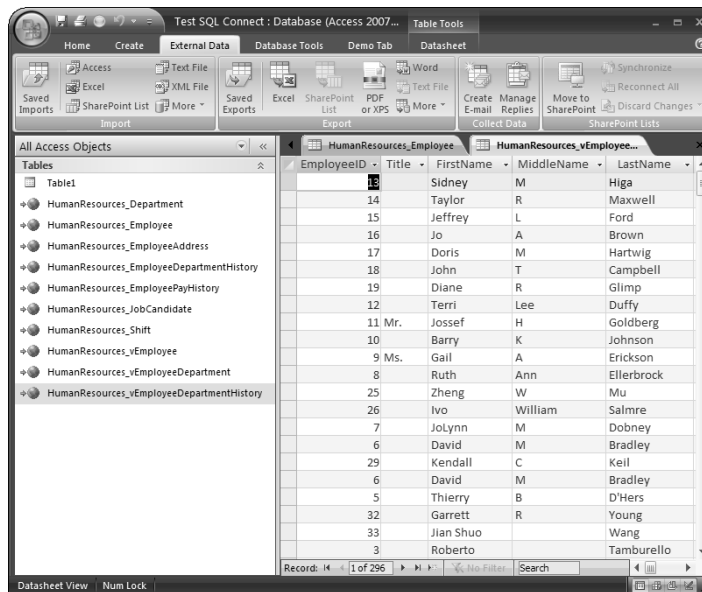 Test SQL Connect : Database (Access 2007... Table Tools
Home Create External Data Database Tools Demo Tab Datasheet
Saved Imports
Access
Excel
SharePoint List
Text File
XML File
More
Import
Saved Exports
Excel
SharePoint List
PDF or XPS
Word
Text File
More
Export
Create E-mail
Manage Replies
Collect Data
Move to SharePoint
Synchronize
Reconnect All
Discard Changes
SharePoint Lists
All Access Objects
Tables
Table1
HumanResources_Department
HumanResources_Employee
HumanResources_EmployeeAddress
HumanResources_EmployeeDepartmentHistory
HumanResources_EmployeePayHistory
HumanResources_JobCandidate
HumanResources_Shift
HumanResources_vEmployee
HumanResources_vEmployeeDepartment
HumanResources_vEmployeeDepartmentHistory
HumanResources_Employee HumanResources_vEmployee...
EmployeeID Title FirstName MiddleName LastName
13 Sidney M Higa
14 Taylor R Maxwell
15 Jeffrey L Ford
16 Jo A Brown
17 Doris M Hartwig
18 John T Campbell
19 Diane R Glimp
12 Terri Lee Duffy
11 Mr. Jossef H Goldberg
10 Barry K Johnson
9 Ms. Gail A Erickson
8 Ruth Ann Ellerbrock
25 Zheng W Mu
26 Ivo William Salmre
7 JoLynn M Dobney
6 David M Bradley
29 Kendall C Keil
6 David M Bradley
5 Thierry B D'Hers
32 Garrett R Young
33 Jian Shuo Wang
3 Roberto Tamburello
Record: 1 of 296 No Filter Search
Datasheet View Num Lock